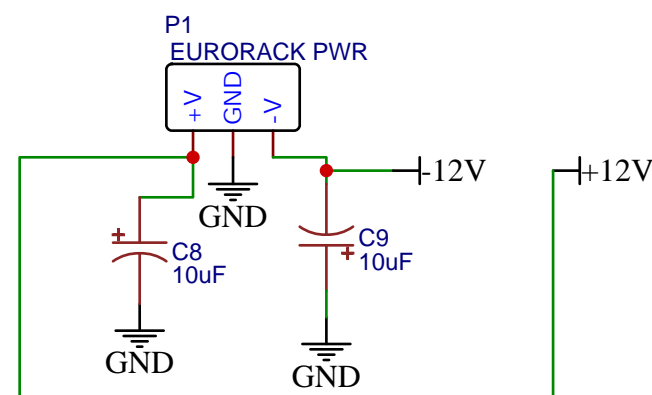 P1
EURORACK PWR
+V
GND
-V
-12V
+12V
GND
C8
10uF
C9
10uF
GND
GND